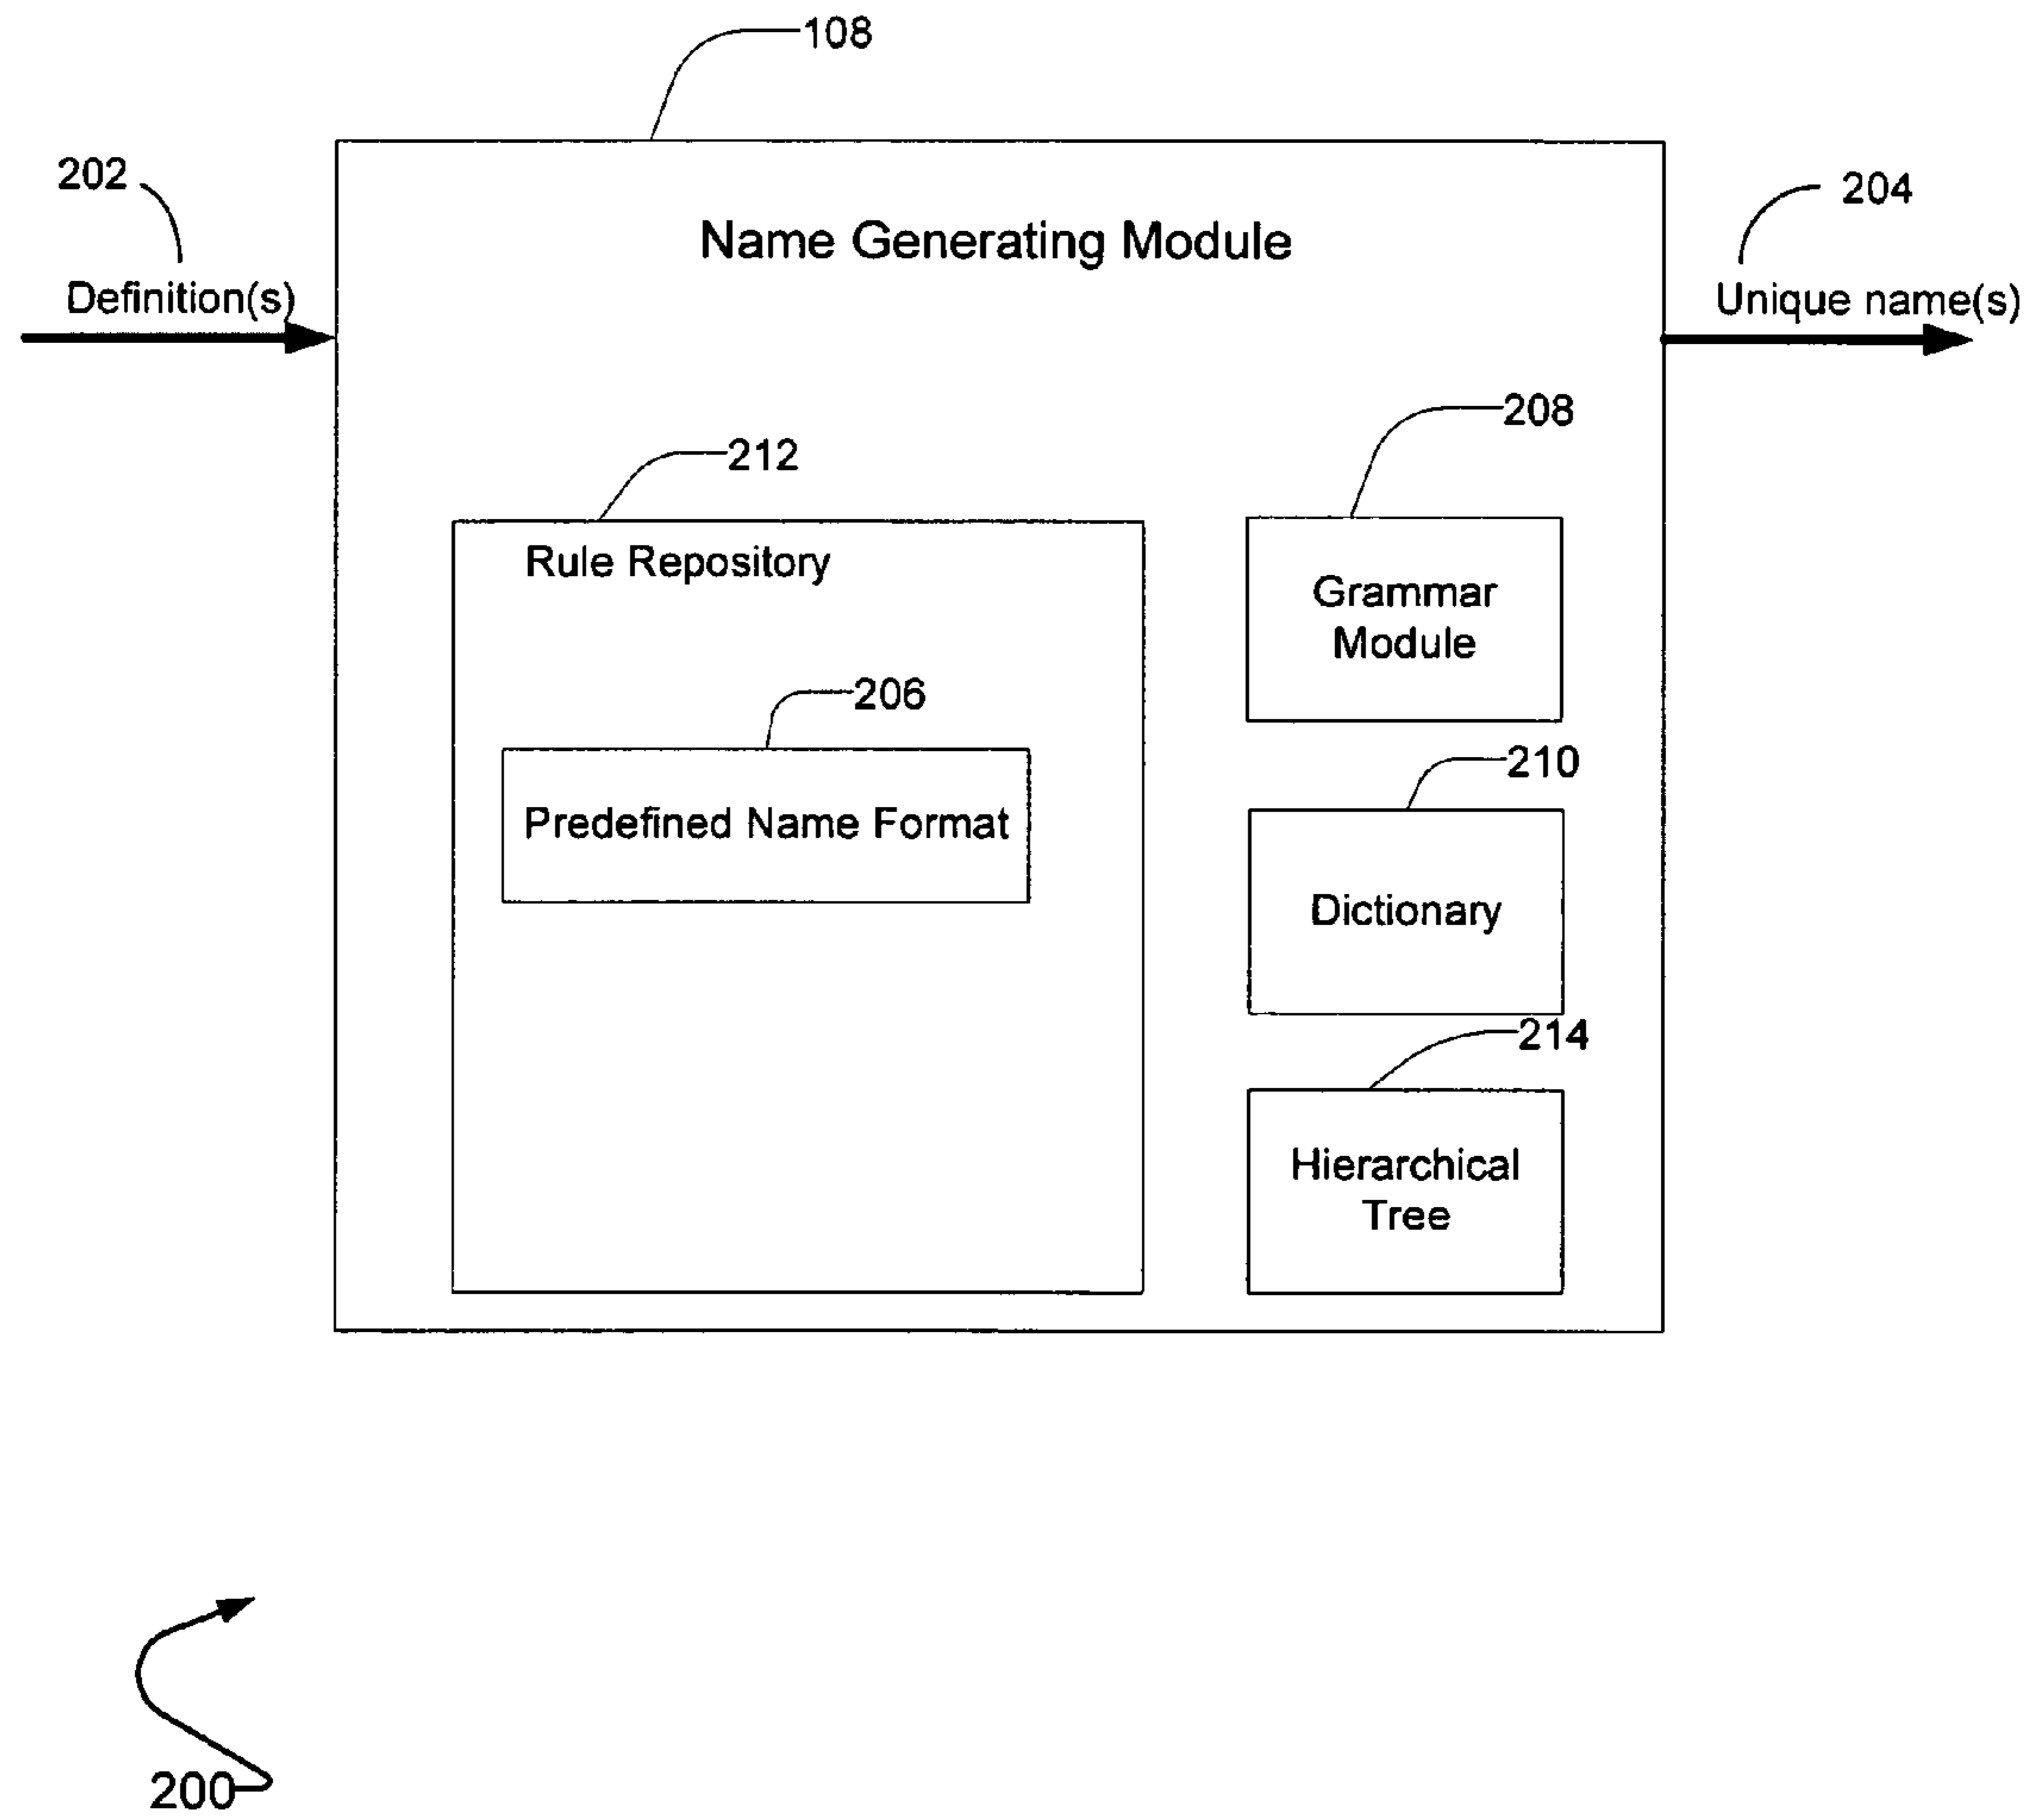 108
202
204
Name Generating Module
Definition(s)
Unique name(s)
208
212
Rule Repository
Grammar
Module
206
210
Predefined Name Format
Dictionary
214
Hierarchical
Tree
200